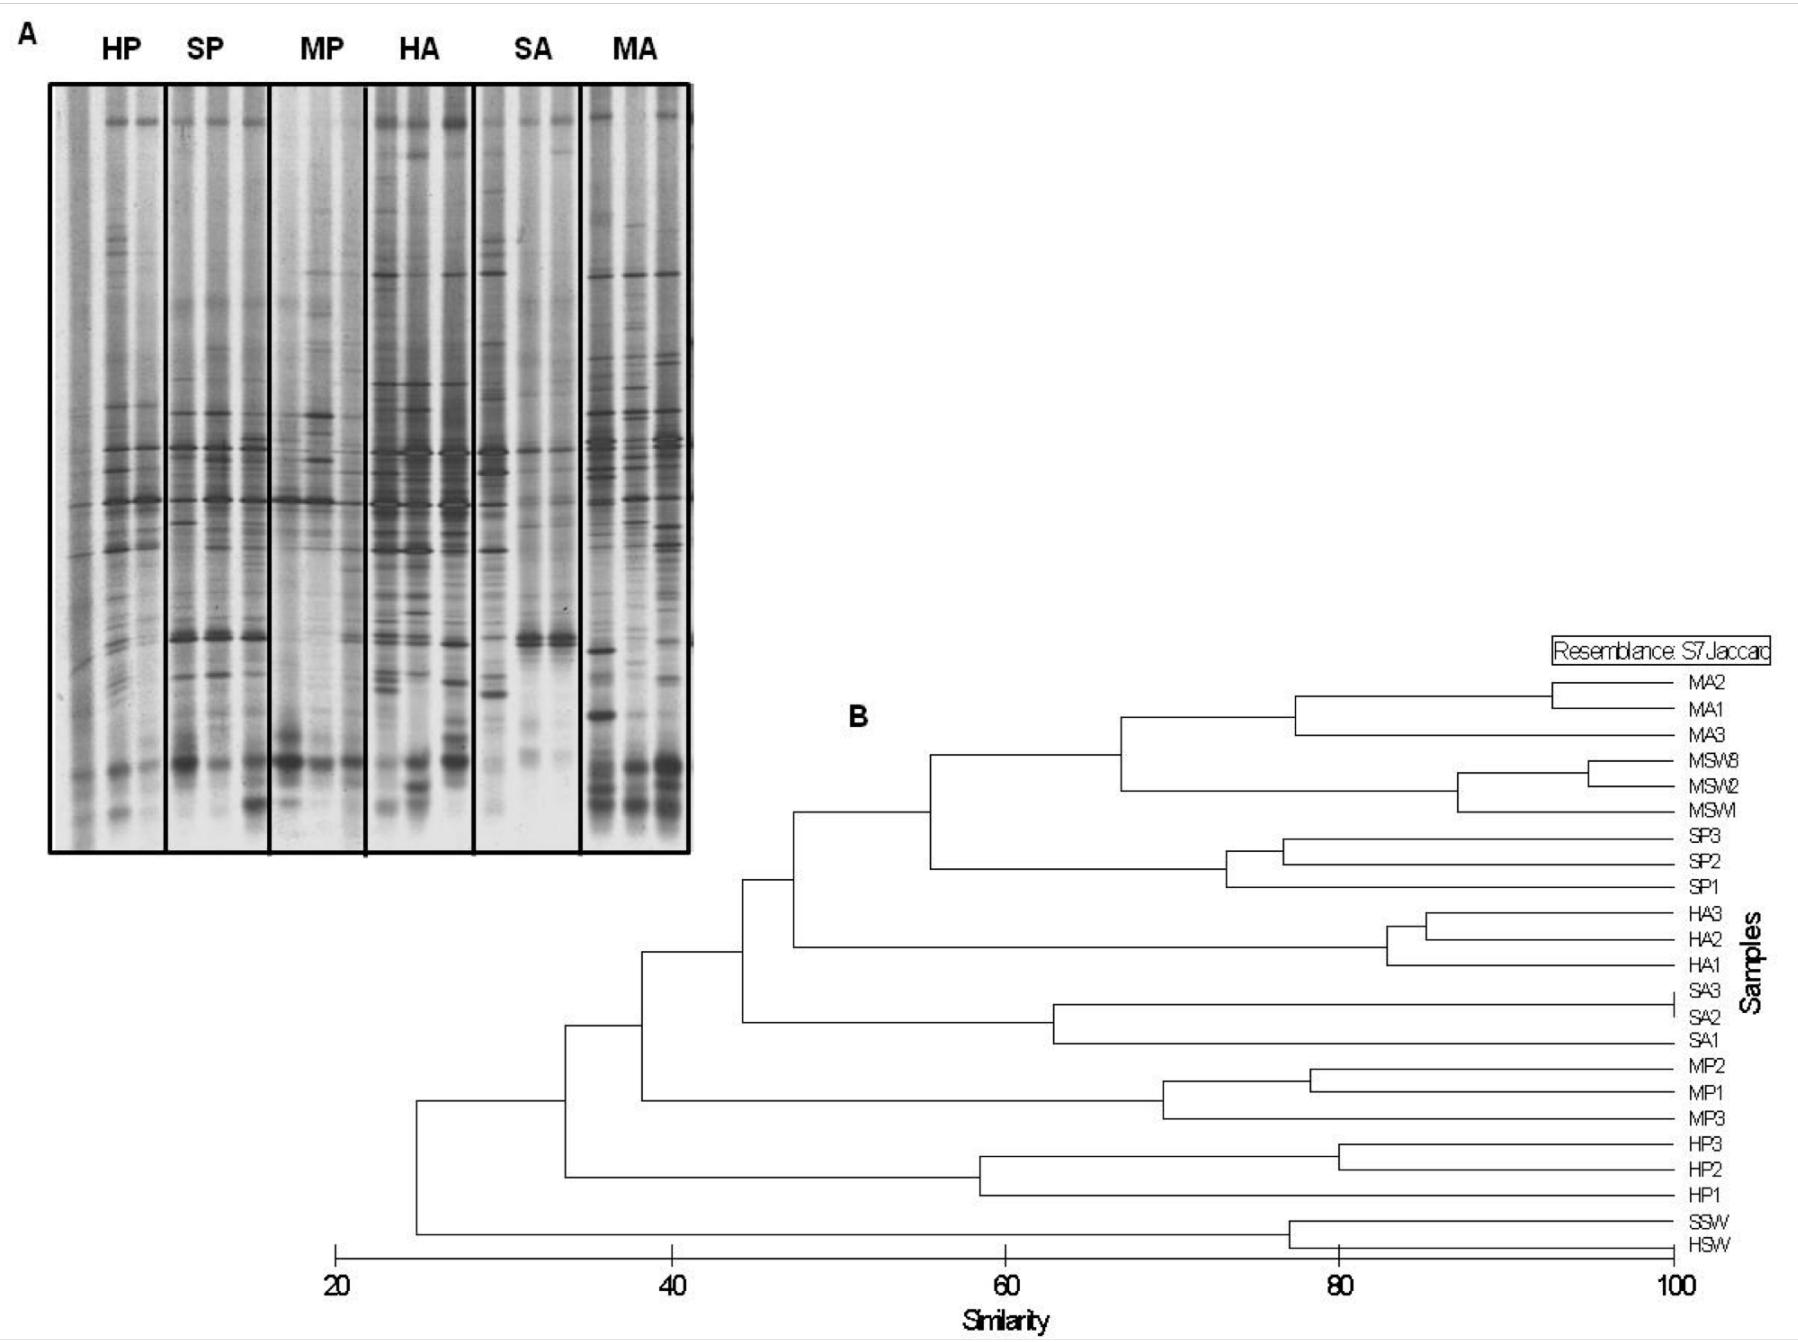 A
HP SP MP HA SA MA
Resemblance: S7 Jaccard
B
MA2
MA1
MA3
MSW3
MSW2
MSW1
SP3
SP2
SP1
HA3
HA2
HA1
SA3
SA2
SA1
MP2
MP1
MP3
HP3
HP2
HP1
SSW
HSW
Samples
20 40 60 80 100
Similarity